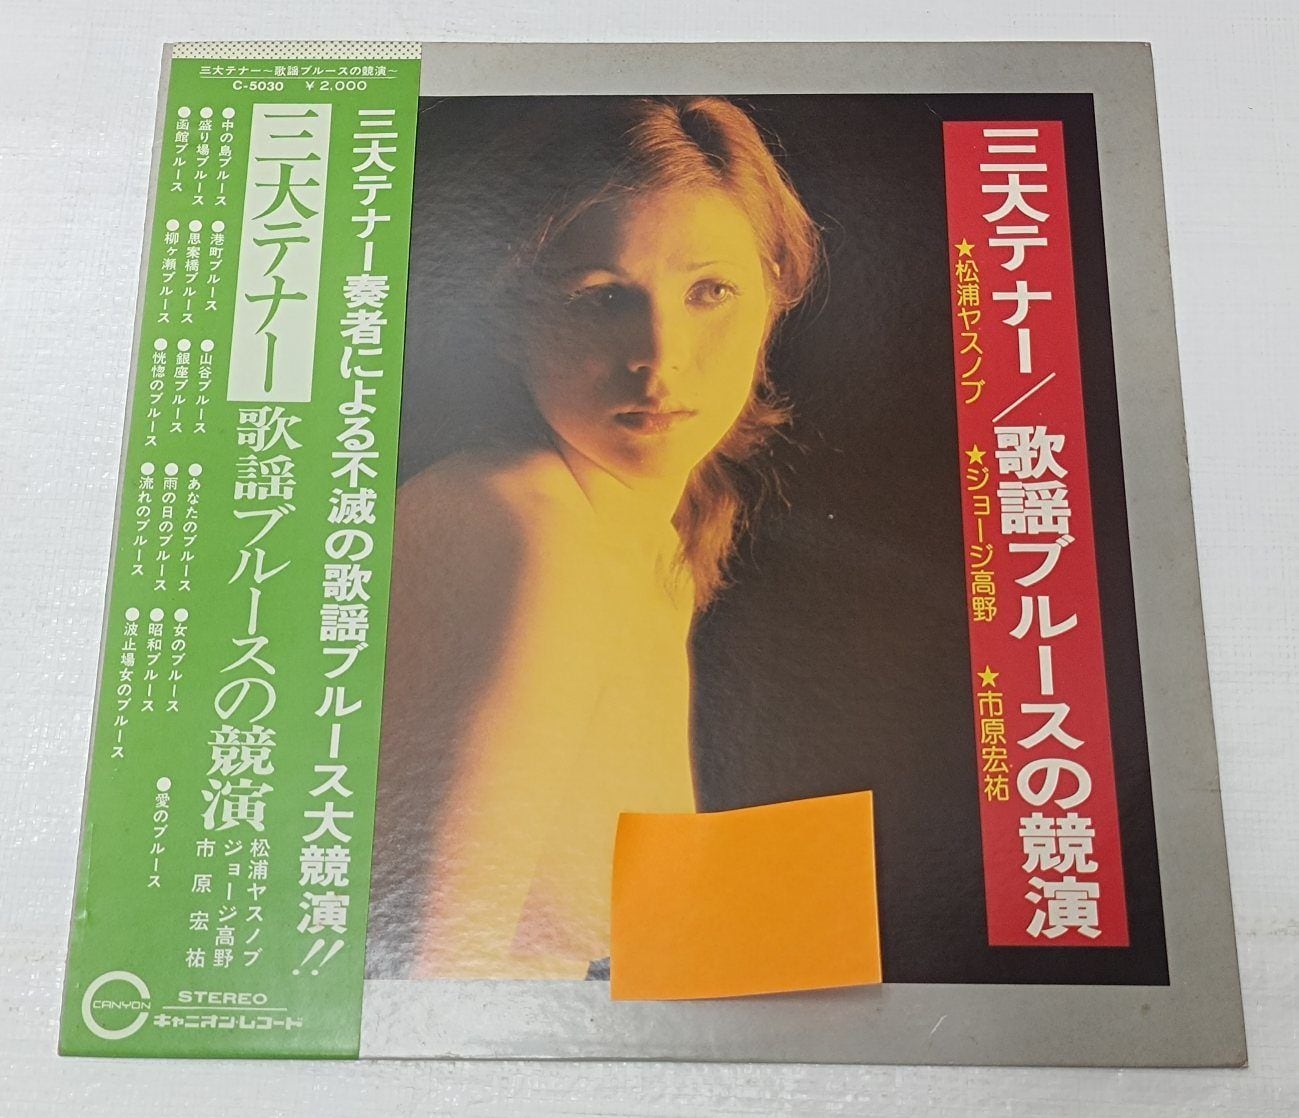 三大テナー～歌謡ブルースの競演～
C-5030 ￥2,000
三大テナー奏者による不滅の歌謡ブルース大競演!!
三大テナー
歌謡ブルースの競演
松浦ヤスノブ
ジョージ高野
市原宏祐
●中の島ブルース
●盛り場ブルース
●函館ブルース
●港町ブルース
●思案橋ブルース
●柳ヶ瀬ブルース
●山谷ブルース
●銀座ブルース
●恍惚のブルース
●あなたのブルース
●雨の日のブルース
●流れのブルース
●女のブルース
●昭和ブルース
●波止場女のブルース
●愛のブルース
CANYON
STEREO
キャニオン・レコード
三大テナー/歌謡ブルースの競演
★松浦ヤスノブ ★ジョージ高野 ★市原宏祐